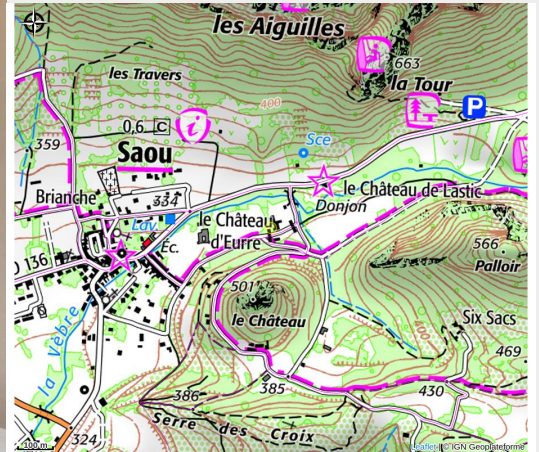 les Aiguilles
663
les Travers
la Tour
400
P
0,6 C
i
359
Sce
Saou
le Château de Lastic
Brianche
334
Donjon
Lav.
le Château
d'Eurre
Éc.
566
Palloir
D 136
501
Six Sacs
le Château
400
la Vèbre
469
386
385
430
Serre des Croix
324
100 m
Leaflet | © IGN Geoplateforme